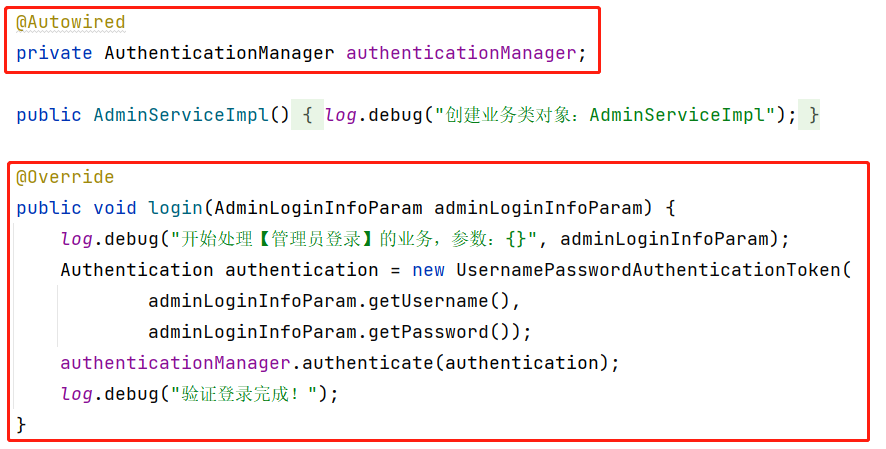 @Autowired
private AuthenticationManager authenticationManager;
public AdminServiceImpl() { log.debug("创建业务类对象：AdminServiceImpl"); }
@Override
public void login(AdminLoginInfoParam adminLoginInfoParam) {
log.debug("开始处理【管理员登录】的业务，参数：{}", adminLoginInfoParam);
Authentication authentication = new UsernamePasswordAuthenticationToken(
adminLoginInfoParam.getUsername(),
adminLoginInfoParam.getPassword());
authenticationManager.authenticate(authentication);
log.debug("验证登录完成！");
}